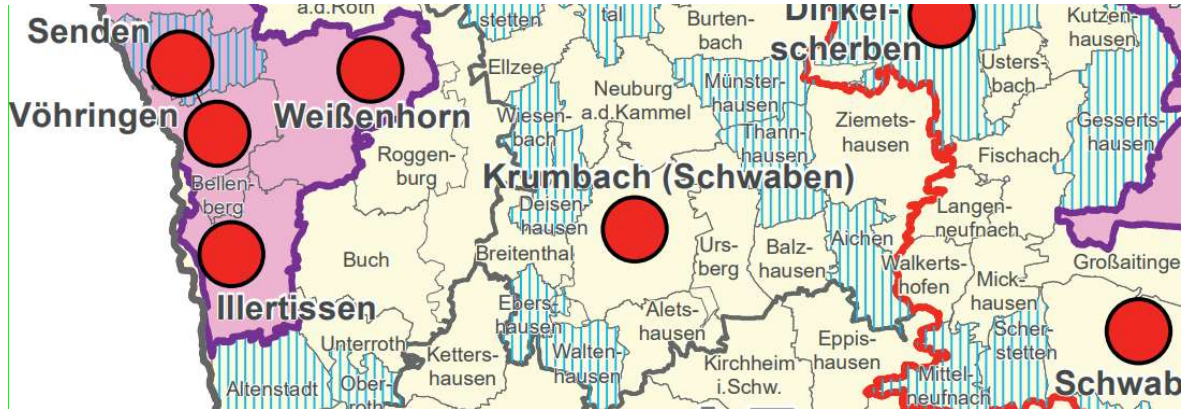 a.d.Roth
stetten
tal
Burten-
bach
Dinkel-
scherben
Kutzen-
hausen
Senden
Ellzee
Neuburg
a.d.Kammel
Münster-
hausen
Usters-
bach
Vöhringen
Weißenhorn
Wiesen-
bach
Thann-
hausen
Ziemets-
hausen
Gesserts-
hausen
Roggen-
burg
Fischach
Bellen-
berg
Krumbach (Schwaben)
Deisen-
hausen
Langen-
neufnach
Buch
Breitenthal
Urs-
berg
Balz-
hausen
Aichen
Walkerts-
hofen
Mick-
hausen
Großaitinge
Illertissen
Ebers-
hausen
Alets-
hausen
Scher-
stetten
Unterroth
Ketters-
hausen
Walten-
hausen
Kirchheim
i.Schw.
Eppis-
hausen
Altenstadt
Ober-
roth
Mittel-
neufnach
Schwab